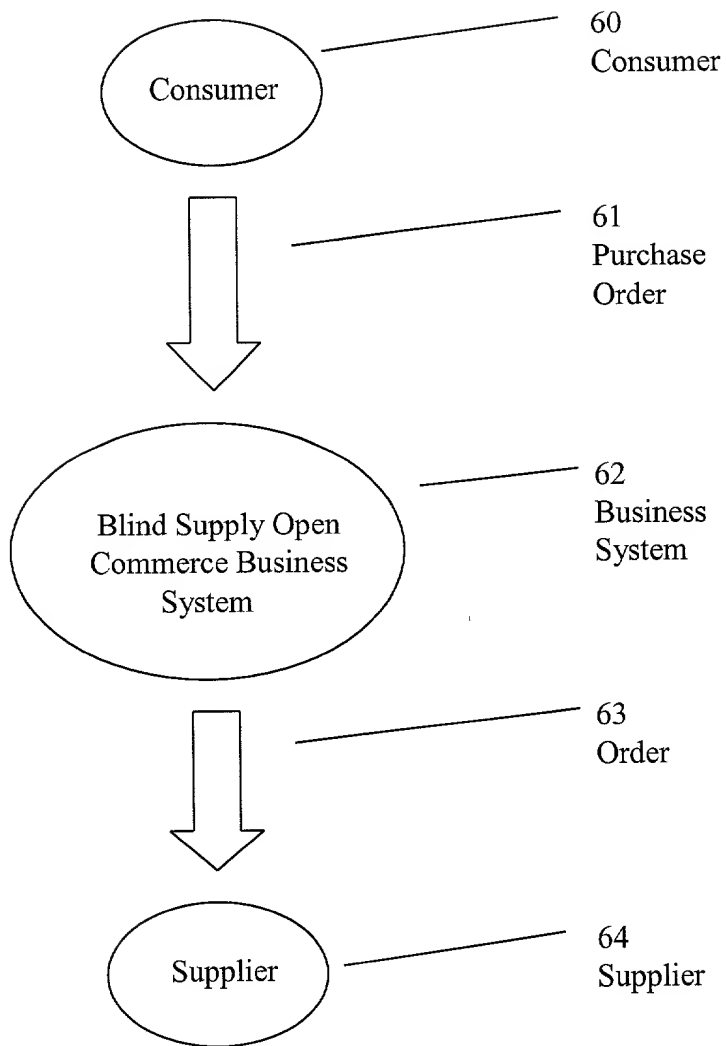 Consumer
60
Consumer
61
Purchase
Order
Blind Supply Open
Commerce Business
System
62
Business
System
63
Order
Supplier
64
Supplier